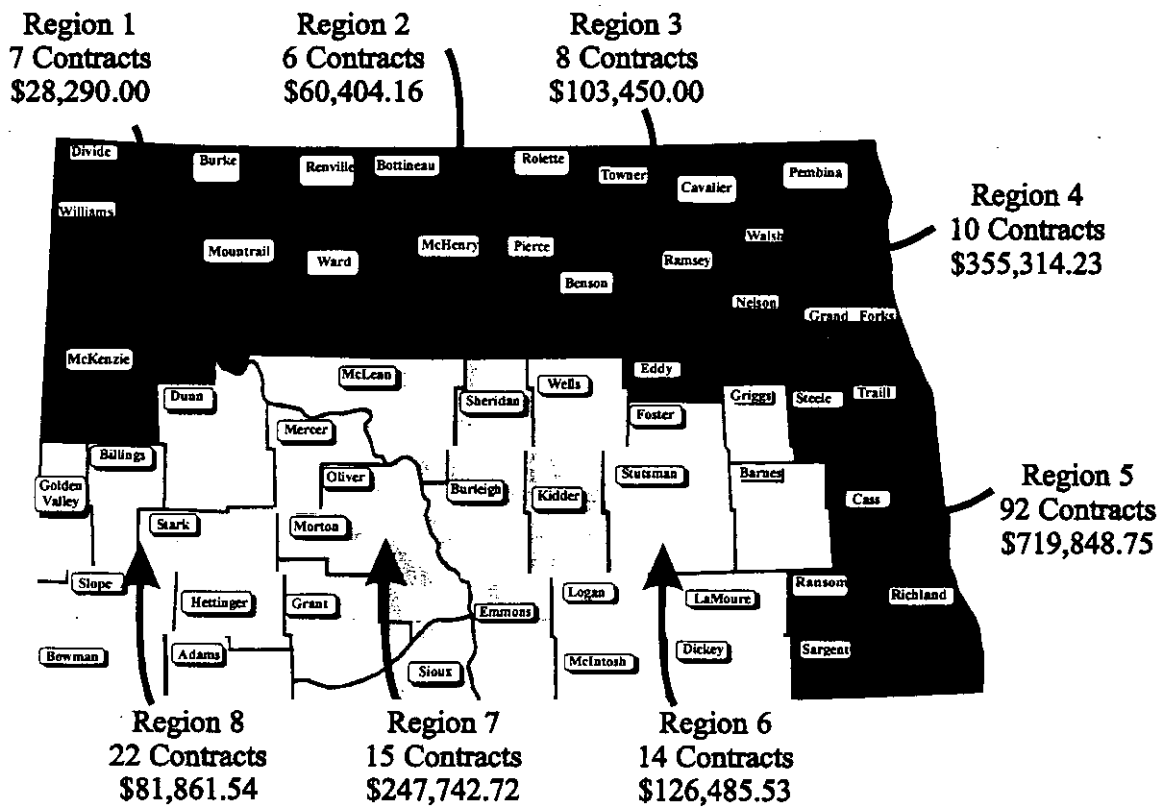 Region 1
7 Contracts
$28,290.00
Region 2
6 Contracts
$60,404.16
Region 3
8 Contracts
$103,450.00
Region 4
10 Contracts
$355,314.23
Divide
Burke
Renville
Bottineau
Rolette
Towner
Cavalier
Pembina
Williams
Mountrail
Ward
McHenry
Pierce
Benson
Ramsey
Walsh
Nelson
Grand Forks
McKenzie
Dunn
McLean
Sheridan
Wells
Eddy
Foster
Griggs
Steele
Traill
Mercer
Billings
Golden
Valley
Oliver
Burleigh
Kidder
Stutsman
Barnes
Cass
Region 5
92 Contracts
$719,848.75
Stark
Morton
Slope
Hettinger
Grant
Emmons
Logan
LaMoure
Ransom
Richland
Bowman
Adams
Sioux
McIntosh
Dickey
Sargent
Region 8
22 Contracts
$81,861.54
Region 7
15 Contracts
$247,742.72
Region 6
14 Contracts
$126,485.53